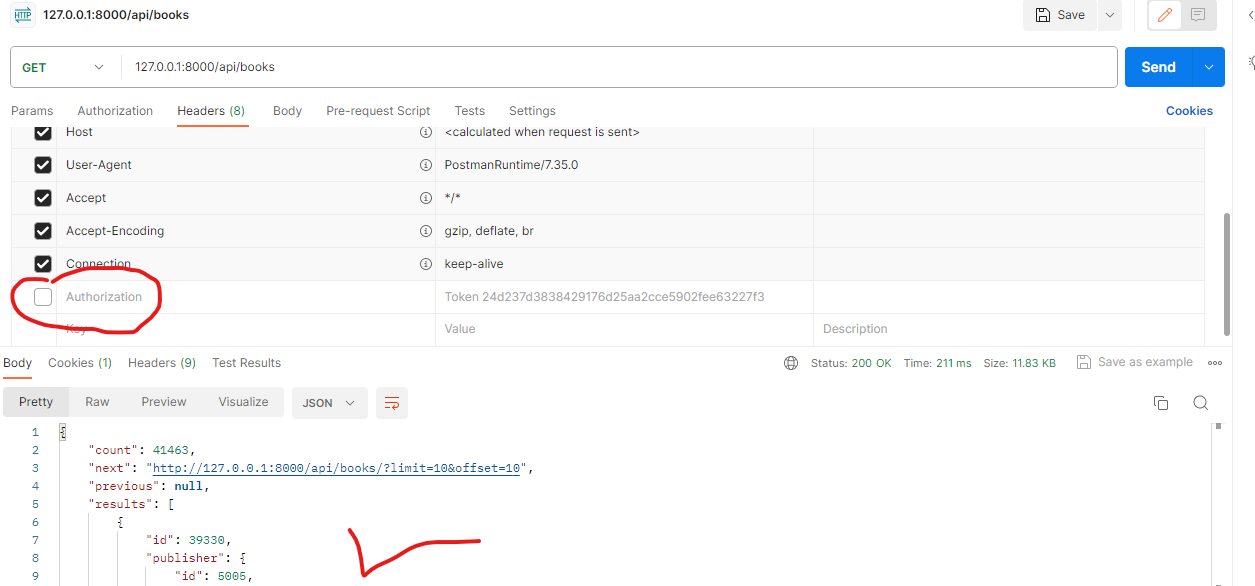 HTTP 127.0.0.1:8000/api/books Save
GET 127.0.0.1:8000/api/books Send
Params Authorization Headers (8) Body Pre-request Script Tests Settings Cookies
Host <calculated when request is sent>
User-Agent PostmanRuntime/7.35.0
Accept */*
Accept-Encoding gzip, deflate, br
Connection keep-alive
Authorization Token 24d237d3838429176d25aa2cce5902fee63227f3
Key Value Description
Body Cookies (1) Headers (9) Test Results Status: 200 OK Time: 211 ms Size: 11.83 KB Save as example
Pretty Raw Preview Visualize JSON
1 {
2 "count": 41463,
3 "next": "http://127.0.0.1:8000/api/books/?limit=10&offset=10",
4 "previous": null,
5 "results": [
6 {
7 "id": 39330,
8 "publisher": {
9 "id": 5005,